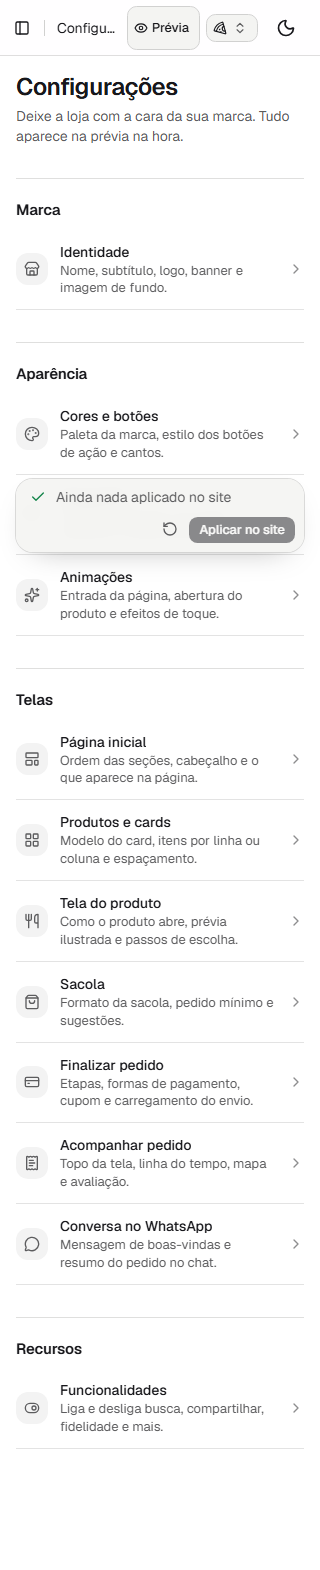 Configu...
Prévia
Configurações
Deixe a loja com a cara da sua marca. Tudo
aparece na prévia na hora.
Marca
Identidade
Nome, subtítulo, logo, banner e
imagem de fundo.
Aparência
Cores e botões
Paleta da marca, estilo dos botões
de ação e cantos.
Ainda nada aplicado no site
Aplicar no site
Animações
Entrada da página, abertura do
produto e efeitos de toque.
Telas
Página inicial
Ordem das seções, cabeçalho e o
que aparece na página.
Produtos e cards
Modelo do card, itens por linha ou
coluna e espaçamento.
Tela do produto
Como o produto abre, prévia
ilustrada e passos de escolha.
Sacola
Formato da sacola, pedido mínimo e
sugestões.
Finalizar pedido
Etapas, formas de pagamento,
cupom e carregamento do envio.
Acompanhar pedido
Topo da tela, linha do tempo, mapa
e avaliação.
Conversa no WhatsApp
Mensagem de boas-vindas e
resumo do pedido no chat.
Recursos
Funcionalidades
Liga e desliga busca, compartilhar,
fidelidade e mais.